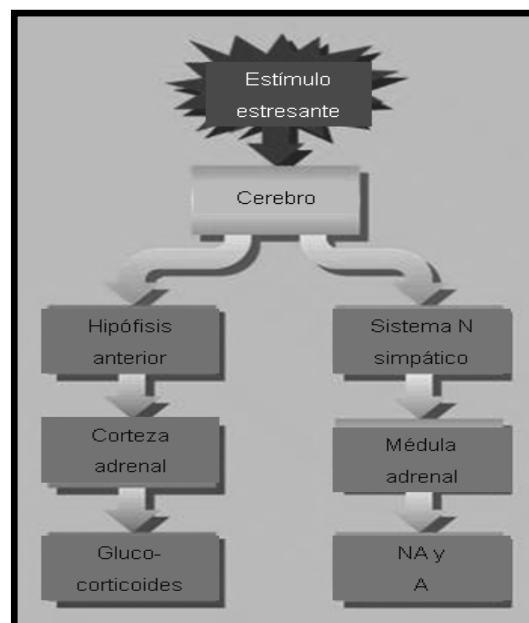 Estímulo
estresante
Cerebro
Hipófisis
anterior
Sistema N
simpático
Corteza
adrenal
Médula
adrenal
Gluco-
corticoides
NA y
A